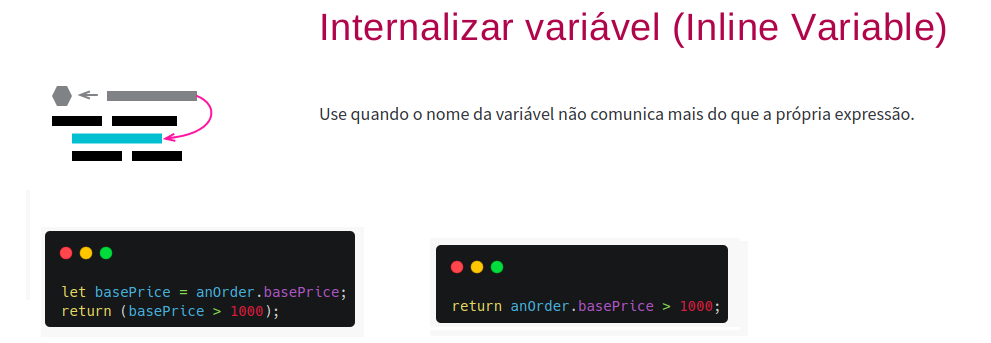 Internalizar variável (Inline Variable)
Use quando o nome da variável não comunica mais do que a própria expressão.
let basePrice = anOrder.basePrice;
return (basePrice > 1000);
return anOrder.basePrice > 1000;